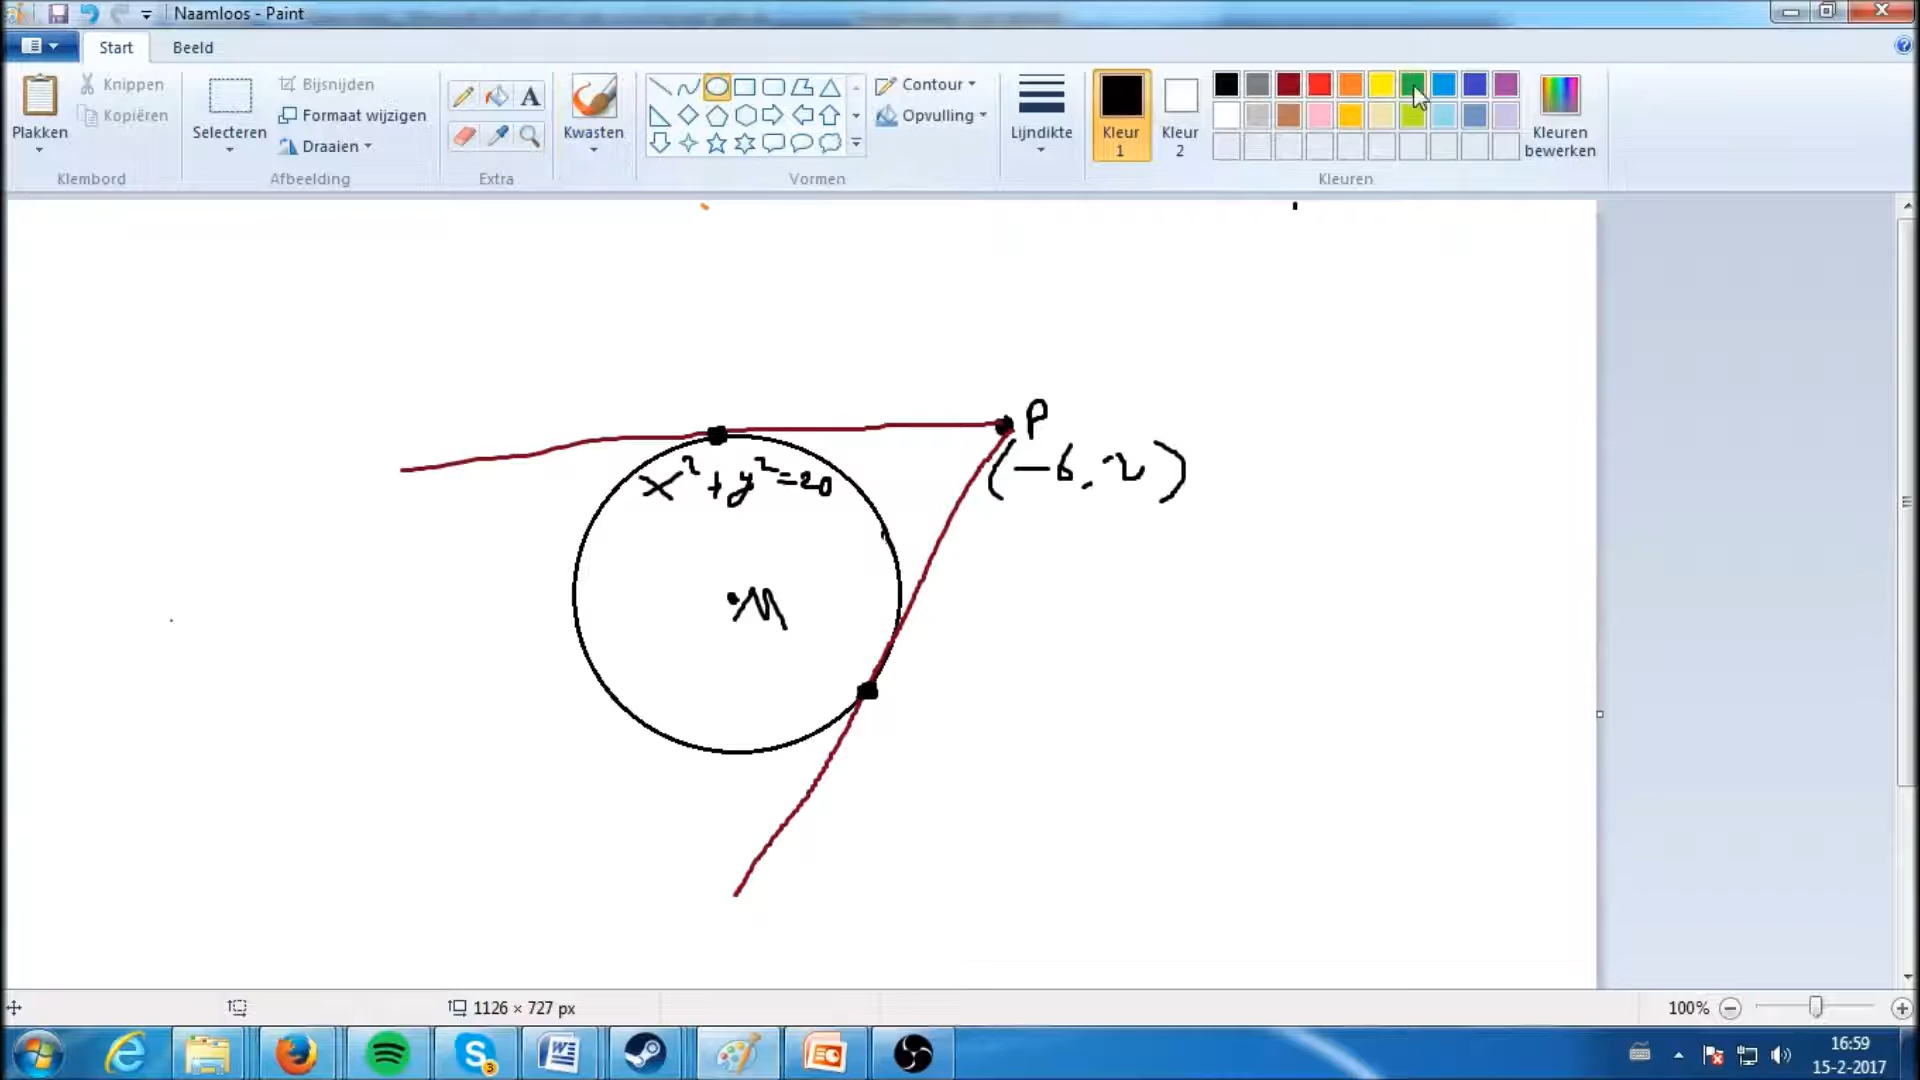 Naamloos - Paint
Start Beeld
Plakken
Knippen
Kopiëren
Klembord
Selecteren
Bijsnijden
Formaat wijzigen
Draaien
Afbeelding
A
Extra
Kwasten
Vormen
Contour
Opvulling
Lijndikte
Kleur 1
Kleur 2
Kleuren bewerken
Kleuren
P
(-6, 2)
x²+y²=20
M
1126 × 727 px
100%
S 3
W
16:59
15-2-2017